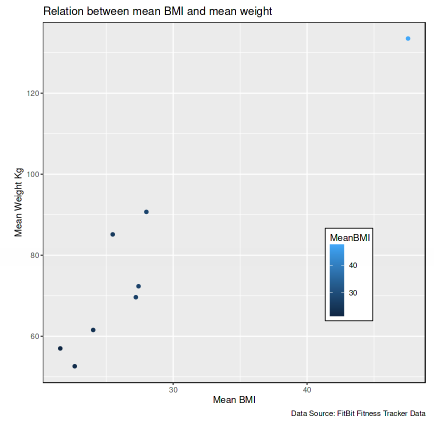 Relation between mean BMI and mean weight
Mean Weight Kg
120
100
80
60
MeanBMI
40
30
30
40
Mean BMI
Data Source: FitBit Fitness Tracker Data